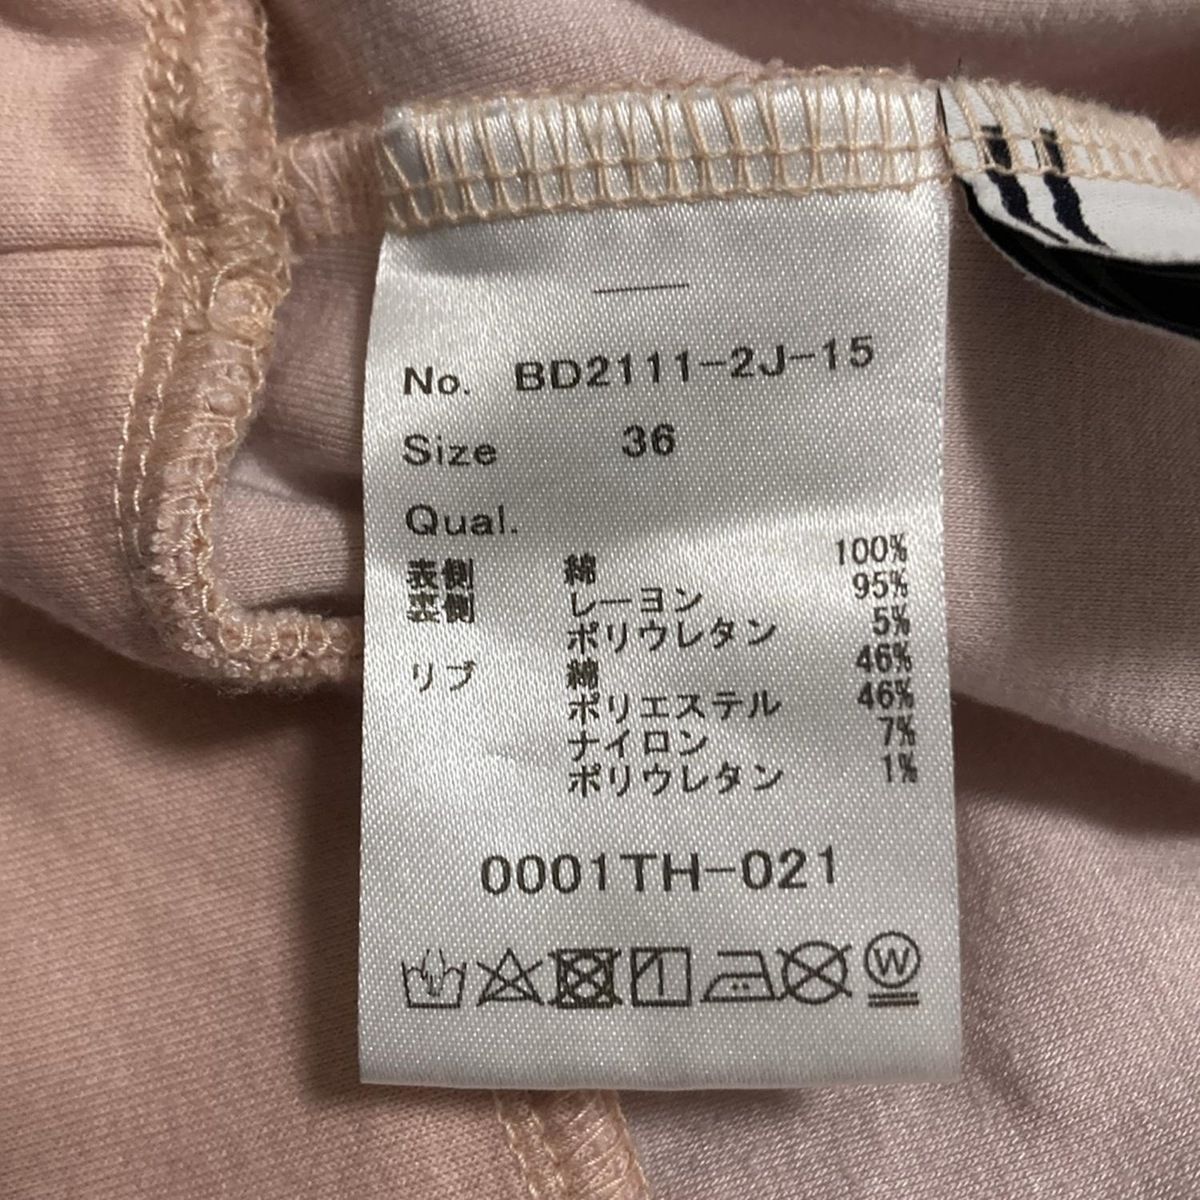 No. BD2111-2J-15
Size 36
Qual.
表側 綿 100%
裏側 レーヨン 95%
ポリウレタン 5%
リブ 綿 46%
ポリエステル 46%
ナイロン 7%
ポリウレタン 1%
0001TH-021
W